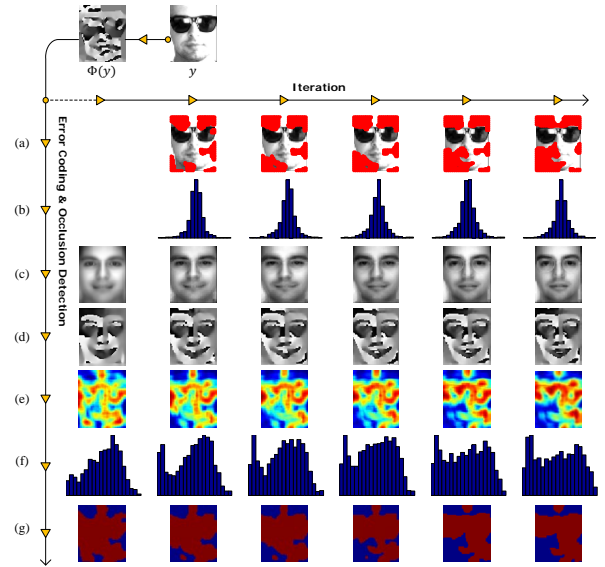 Φ(y)
y
Iteration
Error Coding & Occlusion Detection
(a)
(b)
(c)
(d)
(e)
(f)
(g)